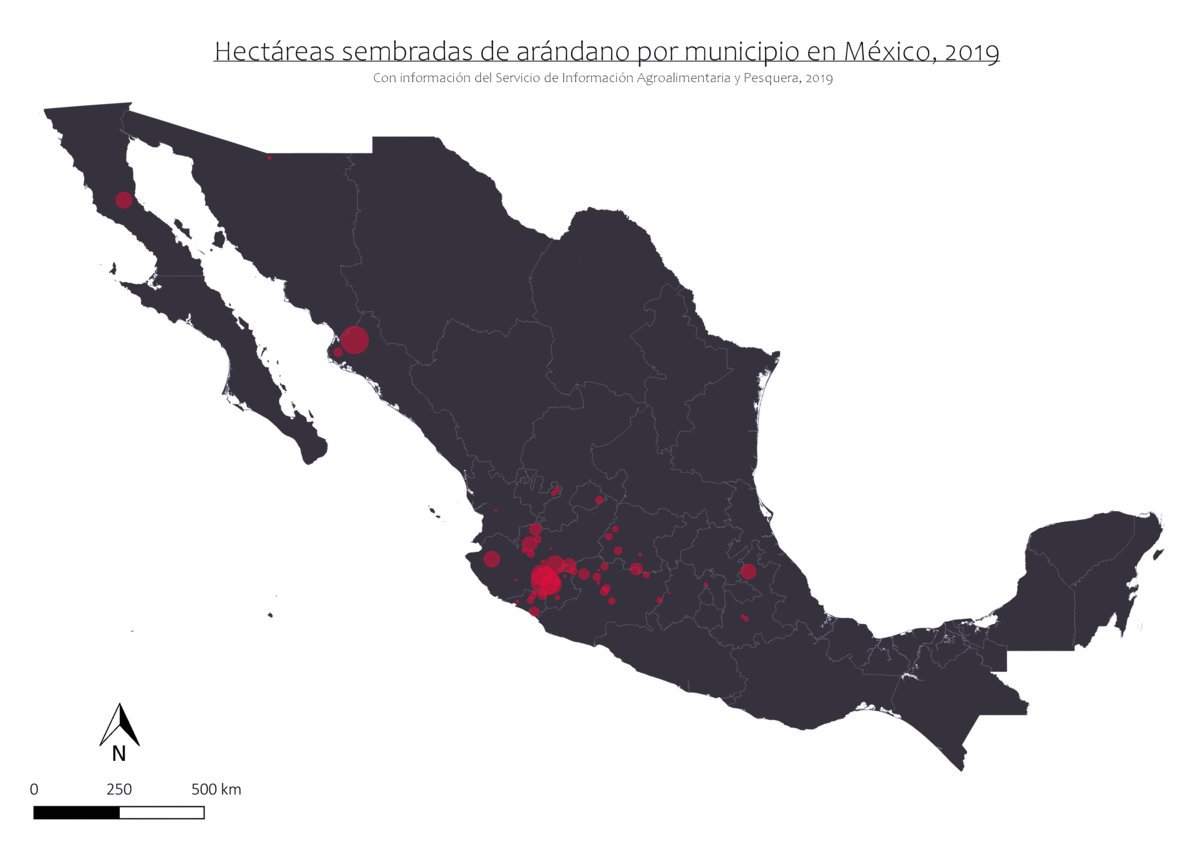 Hectáreas sembradas de arándano por municipio en México, 2019
Con información del Servicio de Información Agroalimentaria y Pesquera, 2019
N
0 250 500 km